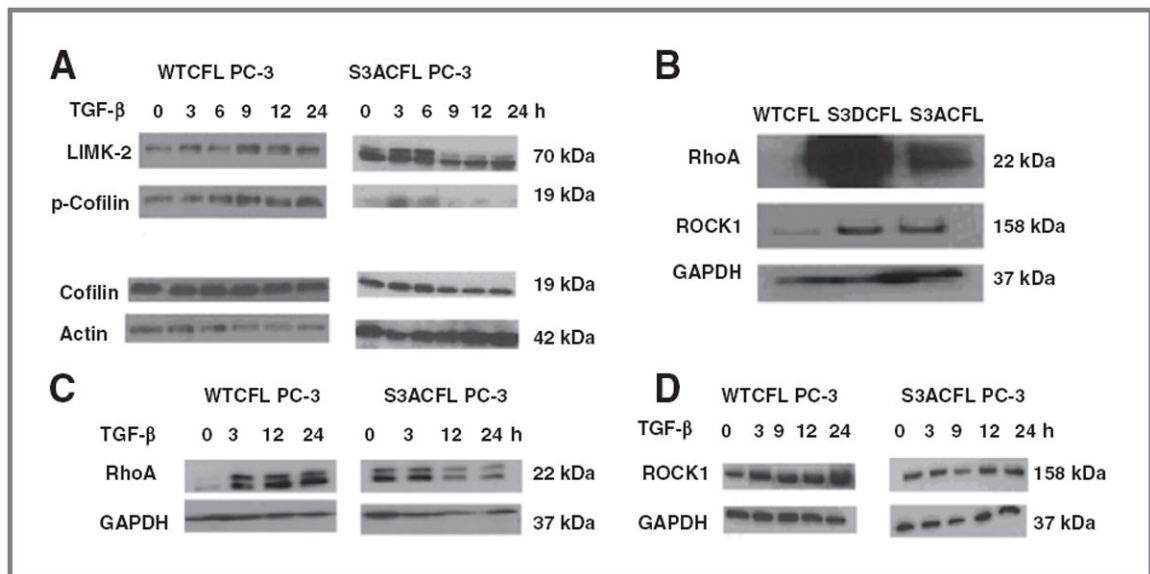 A
WTCFL PC-3 S3ACFL PC-3
TGF-β 0 3 6 9 12 24 0 3 6 9 12 24 h
LIMK-2 70 kDa
p-Cofilin 19 kDa
Cofilin 19 kDa
Actin 42 kDa
B
WTCFL S3DCFL S3ACFL
RhoA 22 kDa
ROCK1 158 kDa
GAPDH 37 kDa
C
WTCFL PC-3 S3ACFL PC-3
TGF-β 0 3 12 24 0 3 12 24 h
RhoA 22 kDa
GAPDH 37 kDa
D
WTCFL PC-3 S3ACFL PC-3
TGF-β 0 3 9 12 24 0 3 9 12 24 h
ROCK1 158 kDa
GAPDH 37 kDa